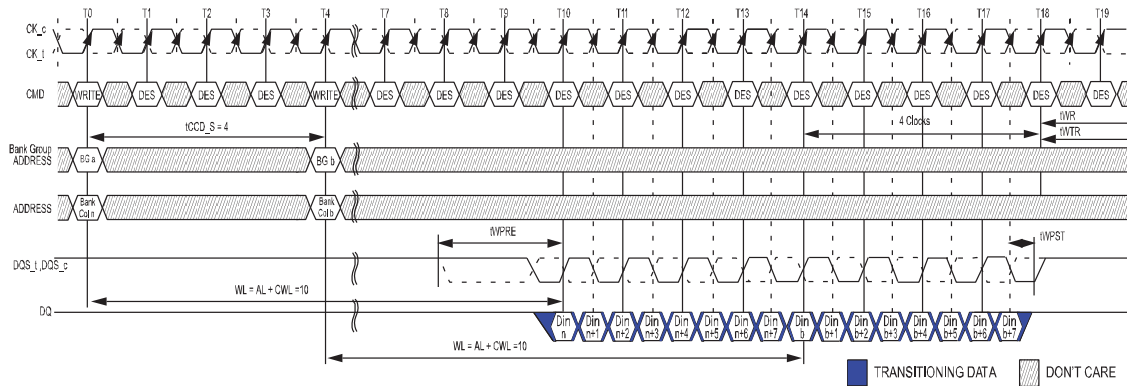 T0 T1 T2 T3 T4 T7 T8 T9 T10 T11 T12 T13 T14 T15 T16 T17 T18 T19
CK_c
CK_t
CMD WRITE DES DES DES WRITE DES DES DES DES DES DES DES DES DES DES DES DES DES
tCCD_S = 4
4 Clocks
tWR
tWTR
Bank Group
ADDRESS
BG a
BG b
ADDRESS
Bank
Col n
Bank
Col b
tWPRE
tWPST
DQS_t ,DQS_c
WL = AL + CWL =10
DQ
Din
n
Din
n+1
Din
n+2
Din
n+3
Din
n+4
Din
n+5
Din
n+6
Din
n+7
Din
b
Din
b+1
Din
b+2
Din
b+3
Din
b+4
Din
b+5
Din
b+6
Din
b+7
WL = AL + CWL =10
TRANSITIONING DATA
DON'T CARE